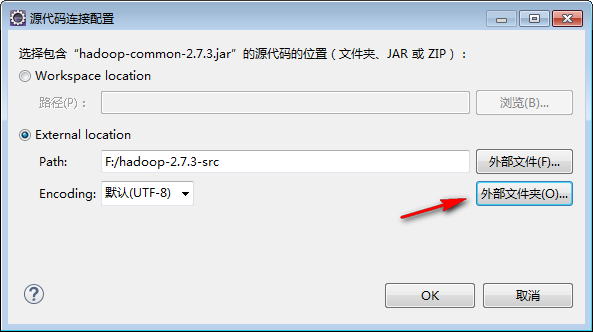 源代码连接配置
选择包含“hadoop-common-2.7.3.jar”的源代码的位置（文件夹、JAR 或 ZIP）:
Workspace location
路径(P)： 浏览(B)...
External location
Path: F:/hadoop-2.7.3-src 外部文件(F)...
Encoding: 默认(UTF-8) 外部文件夹(O)...
? OK 取消